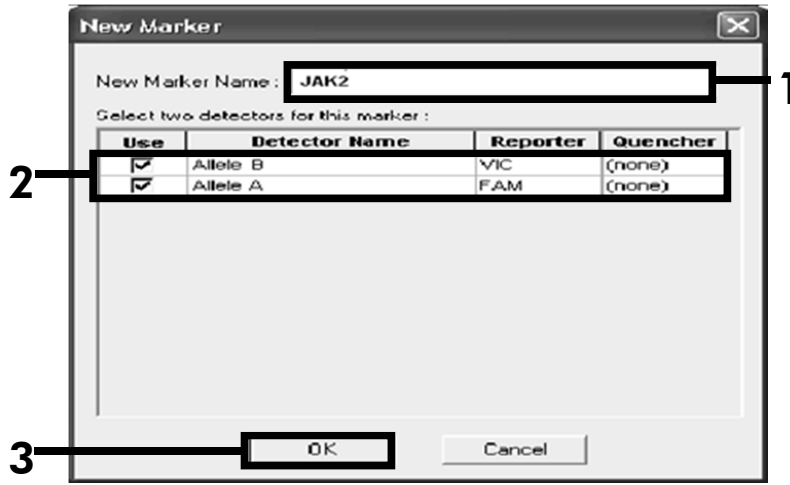 New Marker
New Marker Name : JAK2
1
Select two detectors for this marker :
Use Detector Name Reporter Quencher
2
Allele B VIC (none)
Allele A FAM (none)
3
OK Cancel